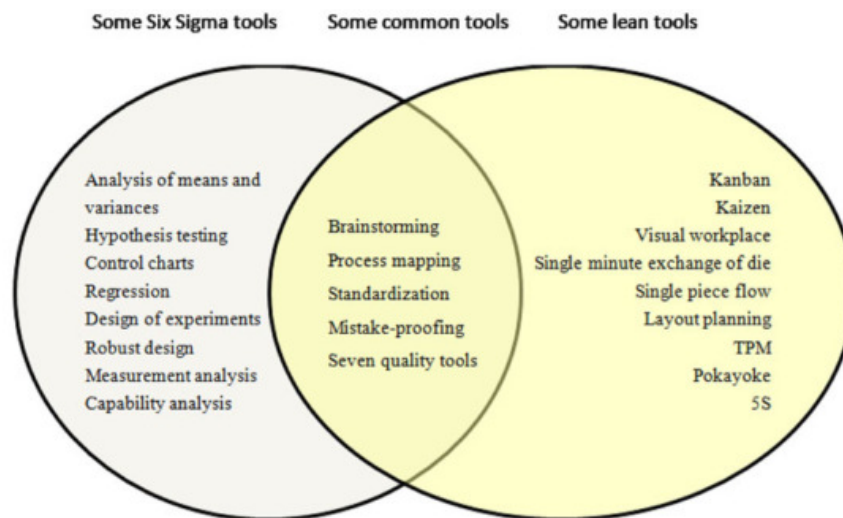 Some Six Sigma tools
Some common tools
Some lean tools
Analysis of means and
variances
Hypothesis testing
Control charts
Regression
Design of experiments
Robust design
Measurement analysis
Capability analysis
Brainstorming
Process mapping
Standardization
Mistake-proofing
Seven quality tools
Kanban
Kaizen
Visual workplace
Single minute exchange of die
Single piece flow
Layout planning
TPM
Pokayoke
5S